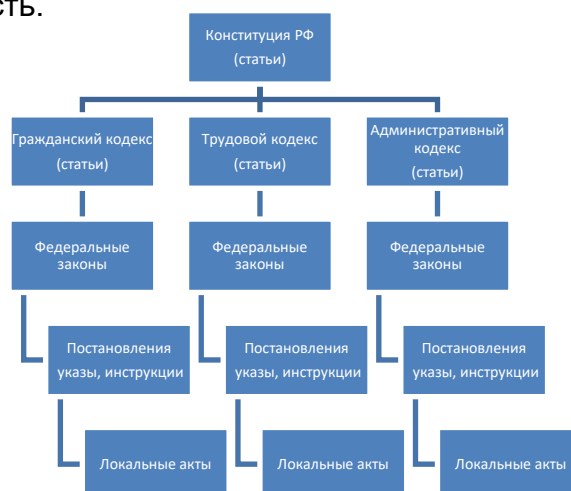 сть.
Конституция РФ
(статьи)
Гражданский кодекс
(статьи)
Трудовой кодекс
(статьи)
Административный
кодекс
(статьи)
Федеральные
законы
Федеральные
законы
Федеральные
законы
Постановления
указы, инструкции
Постановления
указы, инструкции
Постановления
указы, инструкции
Локальные акты
Локальные акты
Локальные акты